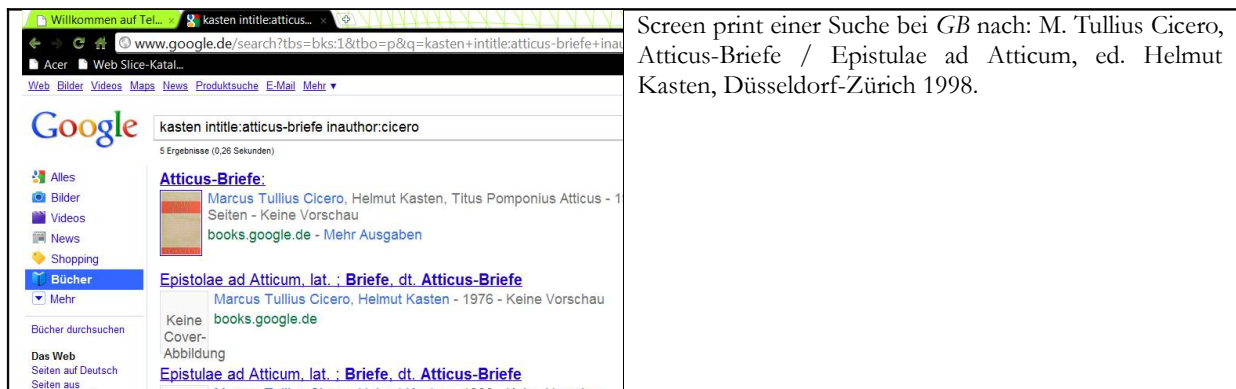 Willkommen auf Tel...
kasten intitle:atticus...
www.google.de/search?tbs=bks:1&tbo=p&q=kasten+intitle:atticus-briefe+inau
Acer
Web Slice-Katal...
Web Bilder Videos Maps News Produktsuche E-Mail Mehr ▼
Google
kasten intitle:atticus-briefe inauthor:cicero
5 Ergebnisse (0,26 Sekunden)
Alles
Bilder
Videos
News
Shopping
Bücher
Mehr
Bücher durchsuchen
Das Web
Seiten auf Deutsch
Seiten aus
Atticus-Briefe:
Marcus Tullius Cicero, Helmut Kasten, Titus Pomponius Atticus - 1
Seiten - Keine Vorschau
books.google.de - Mehr Ausgaben
Epistolae ad Atticum, lat. ; Briefe, dt. Atticus-Briefe
Marcus Tullius Cicero, Helmut Kasten - 1976 - Keine Vorschau
books.google.de
Keine
Cover-
Abbildung
Epistulae ad Atticum, lat. ; Briefe, dt. Atticus-Briefe
Screen print einer Suche bei GB nach: M. Tullius Cicero,
Atticus-Briefe / Epistulae ad Atticum, ed. Helmut
Kasten, Düsseldorf-Zürich 1998.